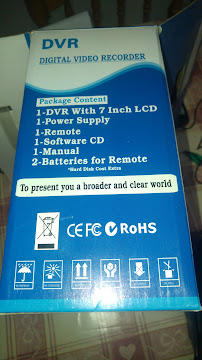 DVR
DIGITAL VIDEO RECORDER
Package Content
1-DVR With 7 Inch LCD
1-Power Supply
1-Remote
1-Software CD
1-Manual
2-Batteries for Remote
*Hard Disk Cost Extra
To present you a broader and clear world
CE FC RoHS